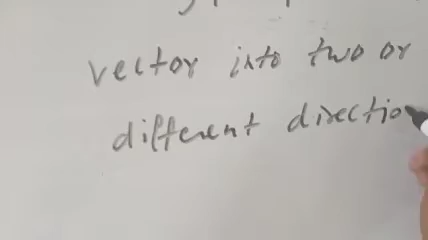 vector into two or
different directio